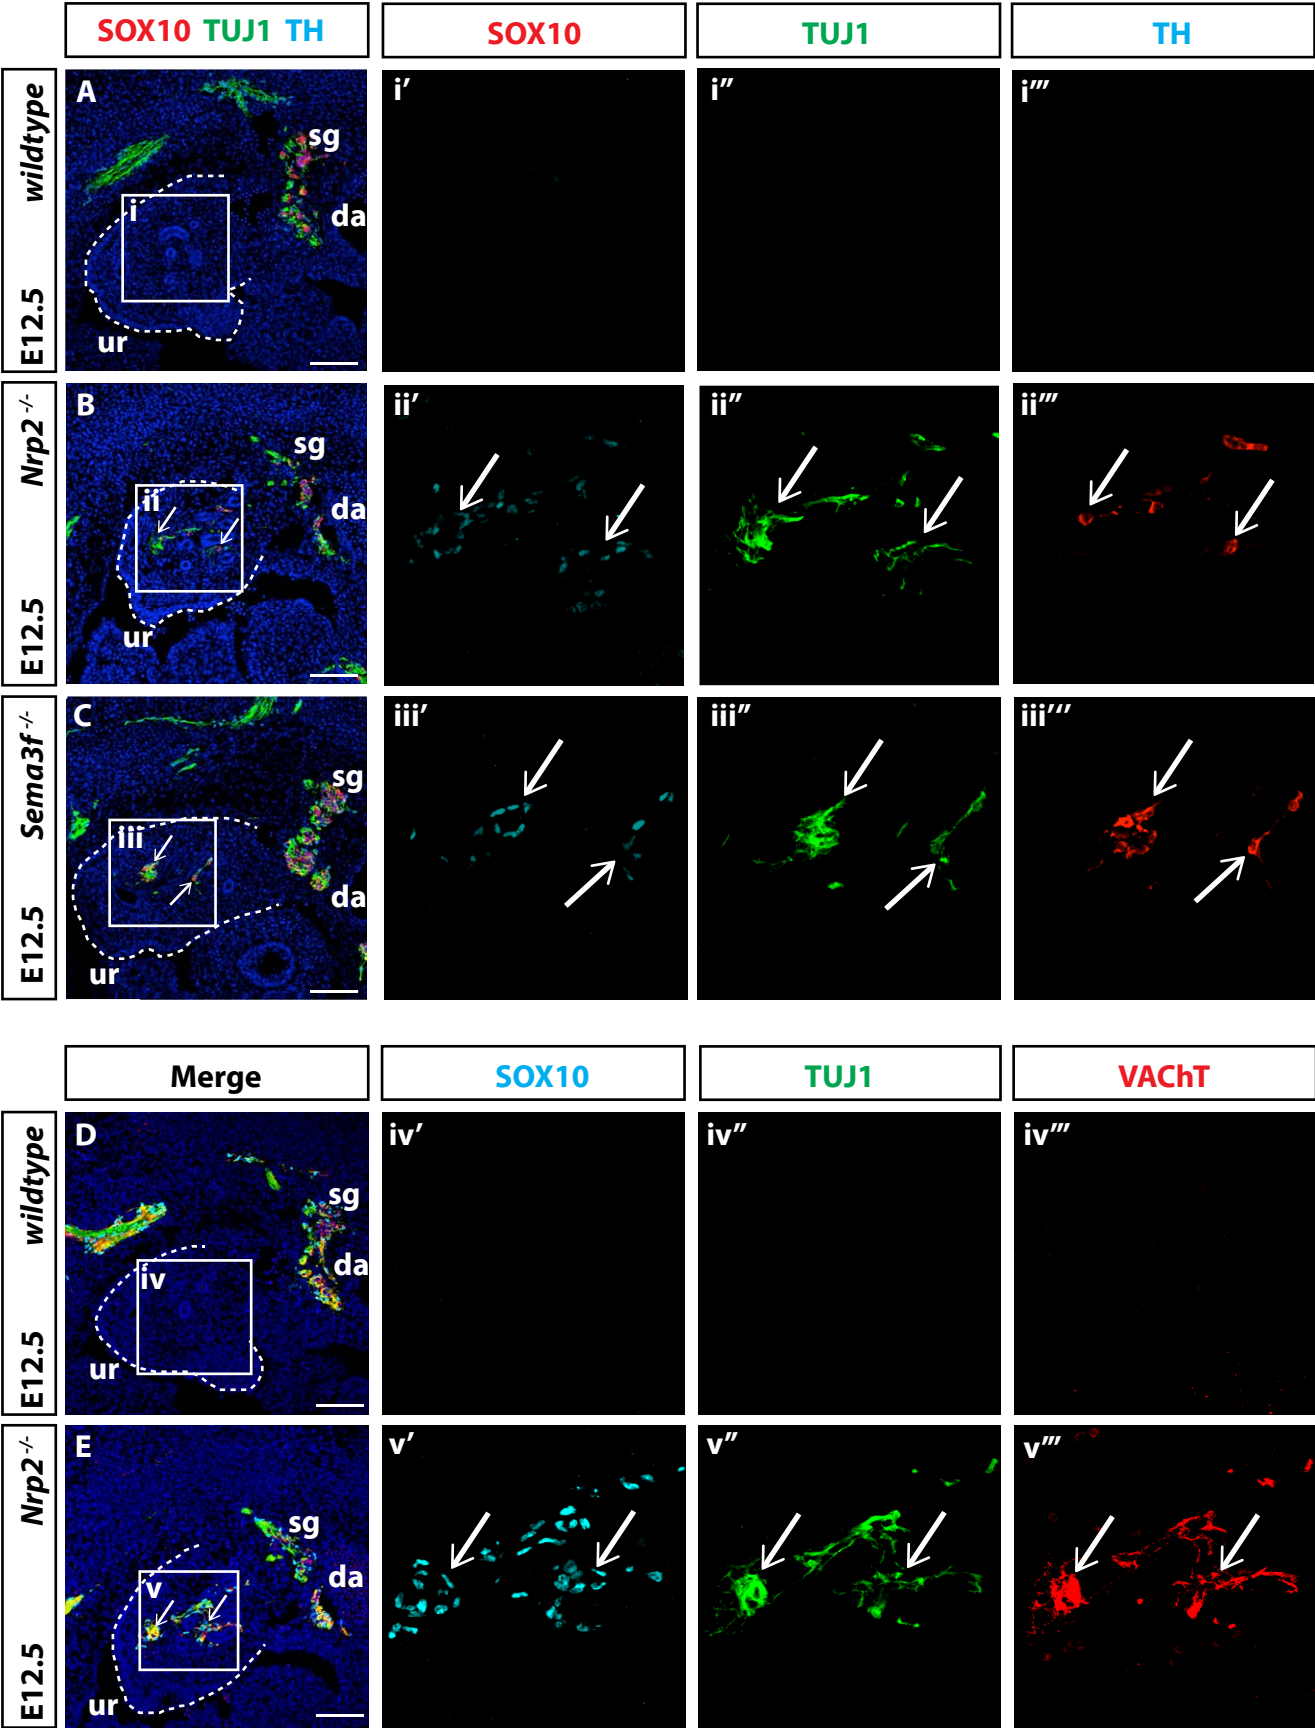 SOX10 TUJ1 TH
SOX10
TUJ1
TH
wildtype
E12.5
A
i
sg
da
ur
i′
i″
i‴
Nrp2 -/-
E12.5
B
ii
sg
da
ur
ii′
ii″
ii‴
Sema3f -/-
E12.5
C
iii
sg
da
ur
iii′
iii″
iii′‘’
Merge
SOX10
TUJ1
VAChT
wildtype
E12.5
D
iv
sg
da
ur
iv′
iv″
iv‴
Nrp2 -/-
E12.5
E
v
sg
da
ur
v′
v″
v‴